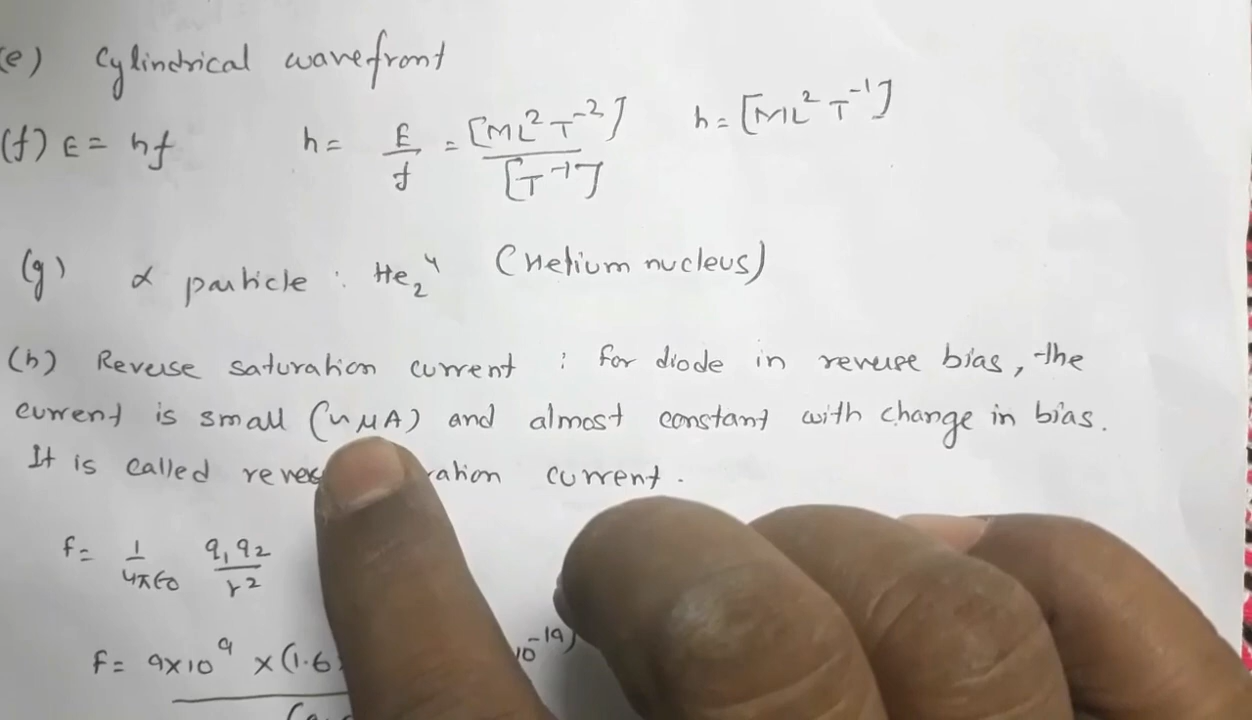 (e) Cylindrical wavefront
(f) E = hf h = E/f = [ML²T⁻²]/[T⁻¹] h = [ML²T⁻¹]
(g) α particle : He₂⁴ (Helium nucleus)
(h) Reverse saturation current : for diode in reverse bias, the
current is small (~μA) and almost constant with change in bias.
It is called current.
f = 1/4πϵ₀ q₁q₂/r²
F = 9×10⁹ ×(1.6 10⁻¹⁹)